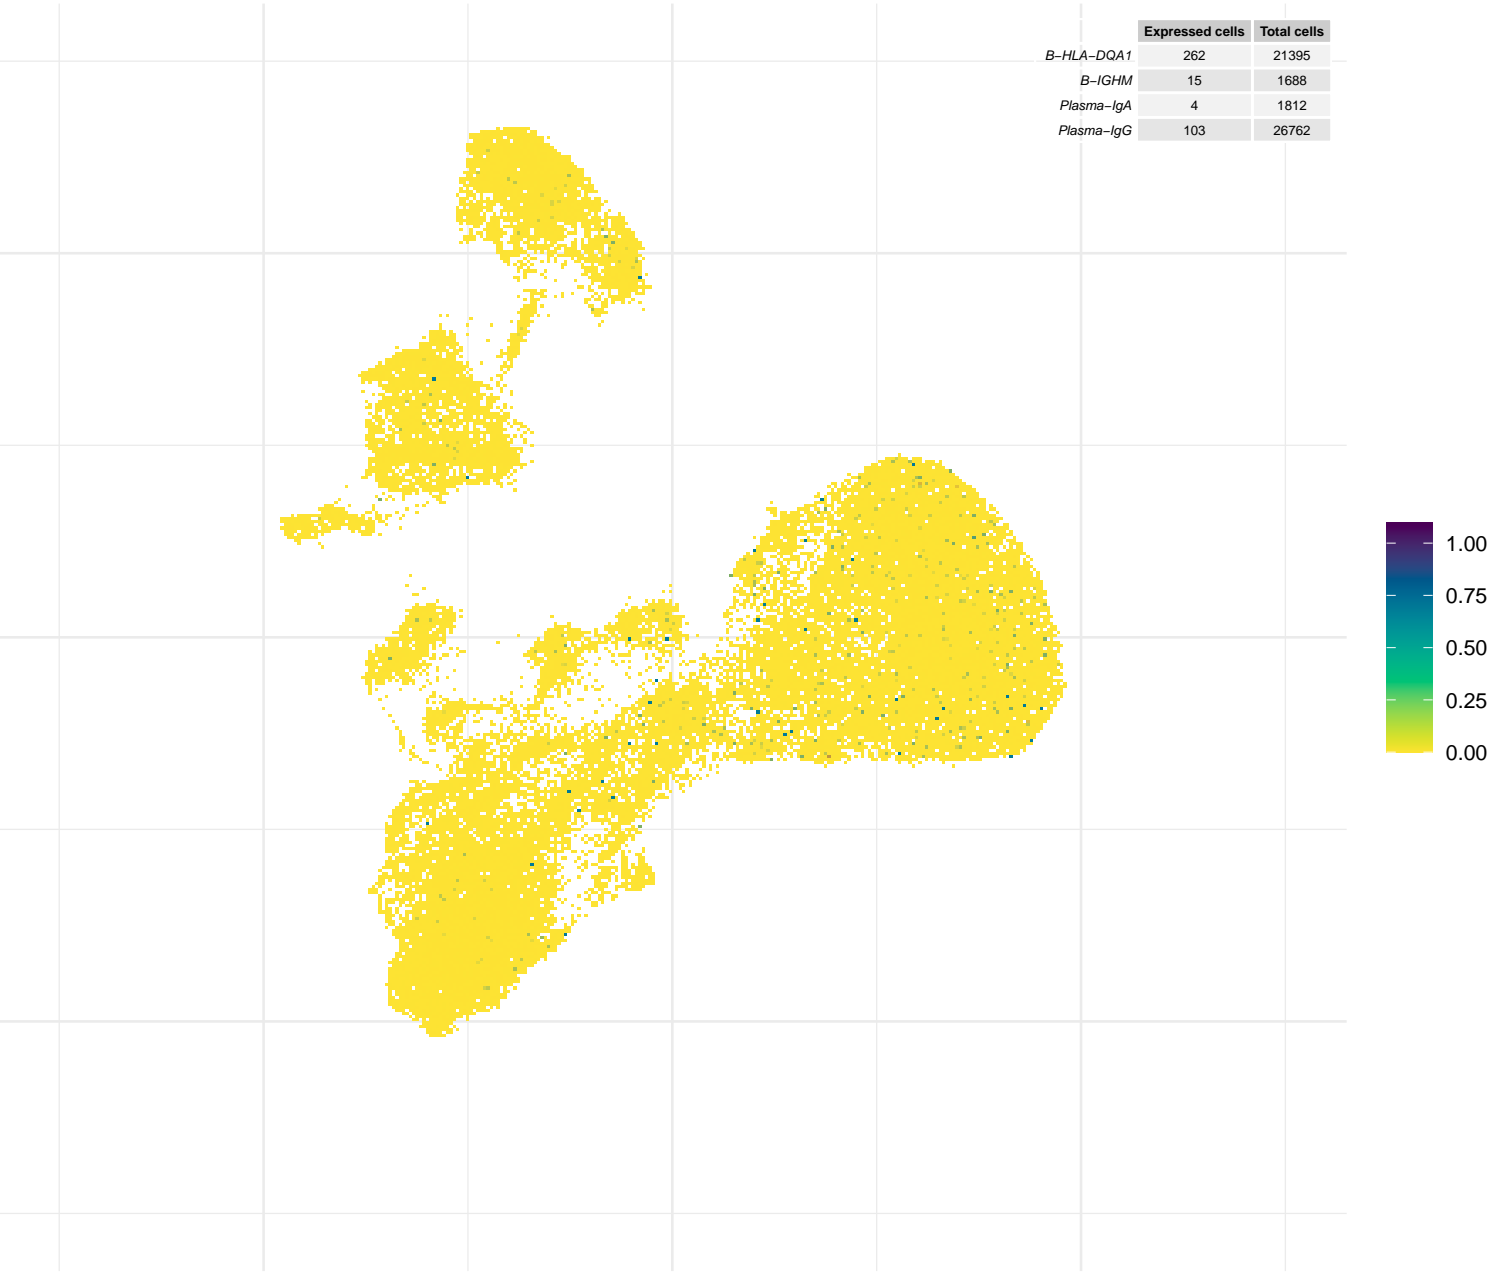 Expressed cells Total cells
B−HLA−DQA1 262 21395
B−IGHM 15 1688
Plasma−IgA 4 1812
Plasma−IgG 103 26762
1.00
0.75
0.50
0.25
0.00